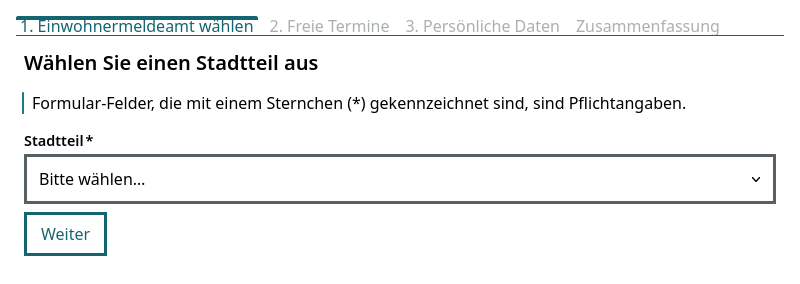 1. Einwohnermeldeamt wählen 2. Freie Termine 3. Persönliche Daten Zusammenfassung
Wählen Sie einen Stadtteil aus
Formular-Felder, die mit einem Sternchen (*) gekennzeichnet sind, sind Pflichtangaben.
Stadtteil*
Bitte wählen...
Weiter